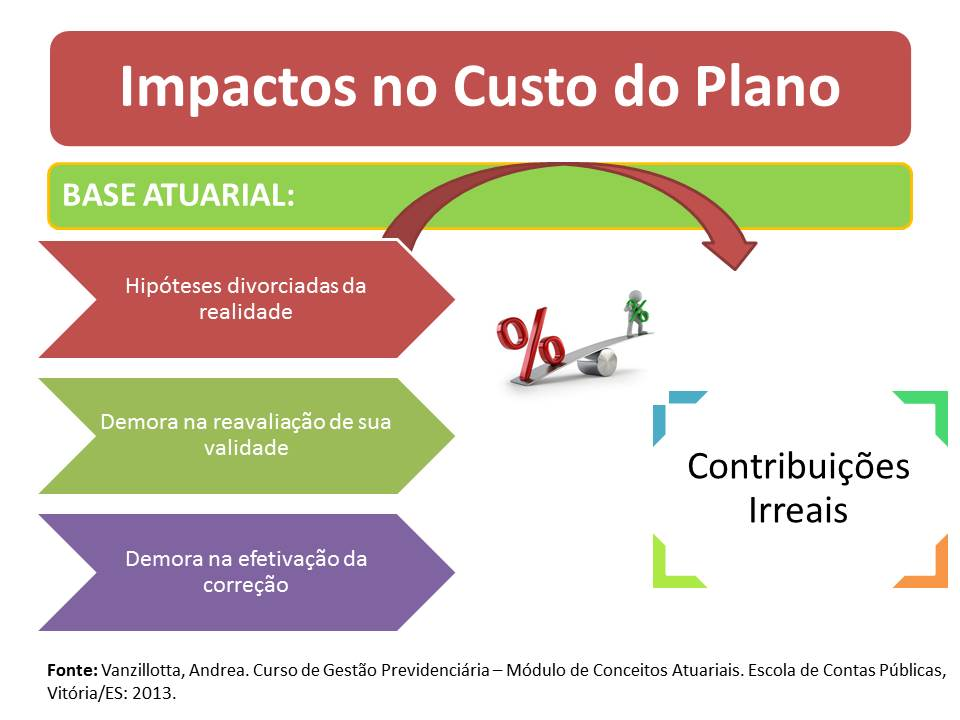 Impactos no Custo do Plano
BASE ATUARIAL:
Hipóteses divorciadas da
realidade
Demora na reavaliação de sua
validade
Demora na efetivação da
correção
%
%
Contribuições
Irreais
Fonte: Vanzillotta, Andrea. Curso de Gestão Previdenciária – Módulo de Conceitos Atuariais. Escola de Contas Públicas,
Vitória/ES: 2013.